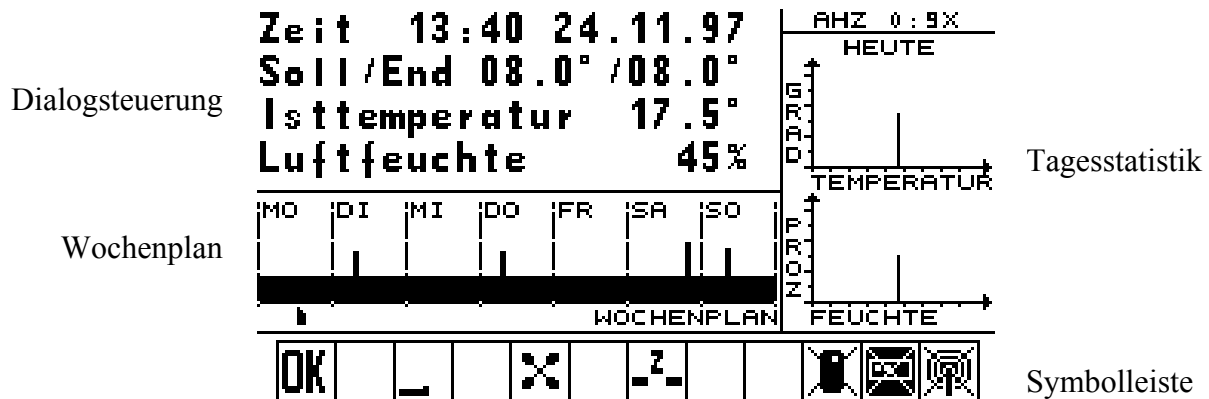 Dialogsteuerung
Zeit 13:40 24.11.97
Soll/End 08.0°/08.0°
Isttemperatur 17.5°
Luftfeuchte 45%
AHZ 0:9X
HEUTE
GRAD
TEMPERATUR
Tagesstatistik
Wochenplan
MO DI MI DO FR SA SO
WOCHENPLAN
PROZ
FEUCHTE
OK
Z
Symbolleiste